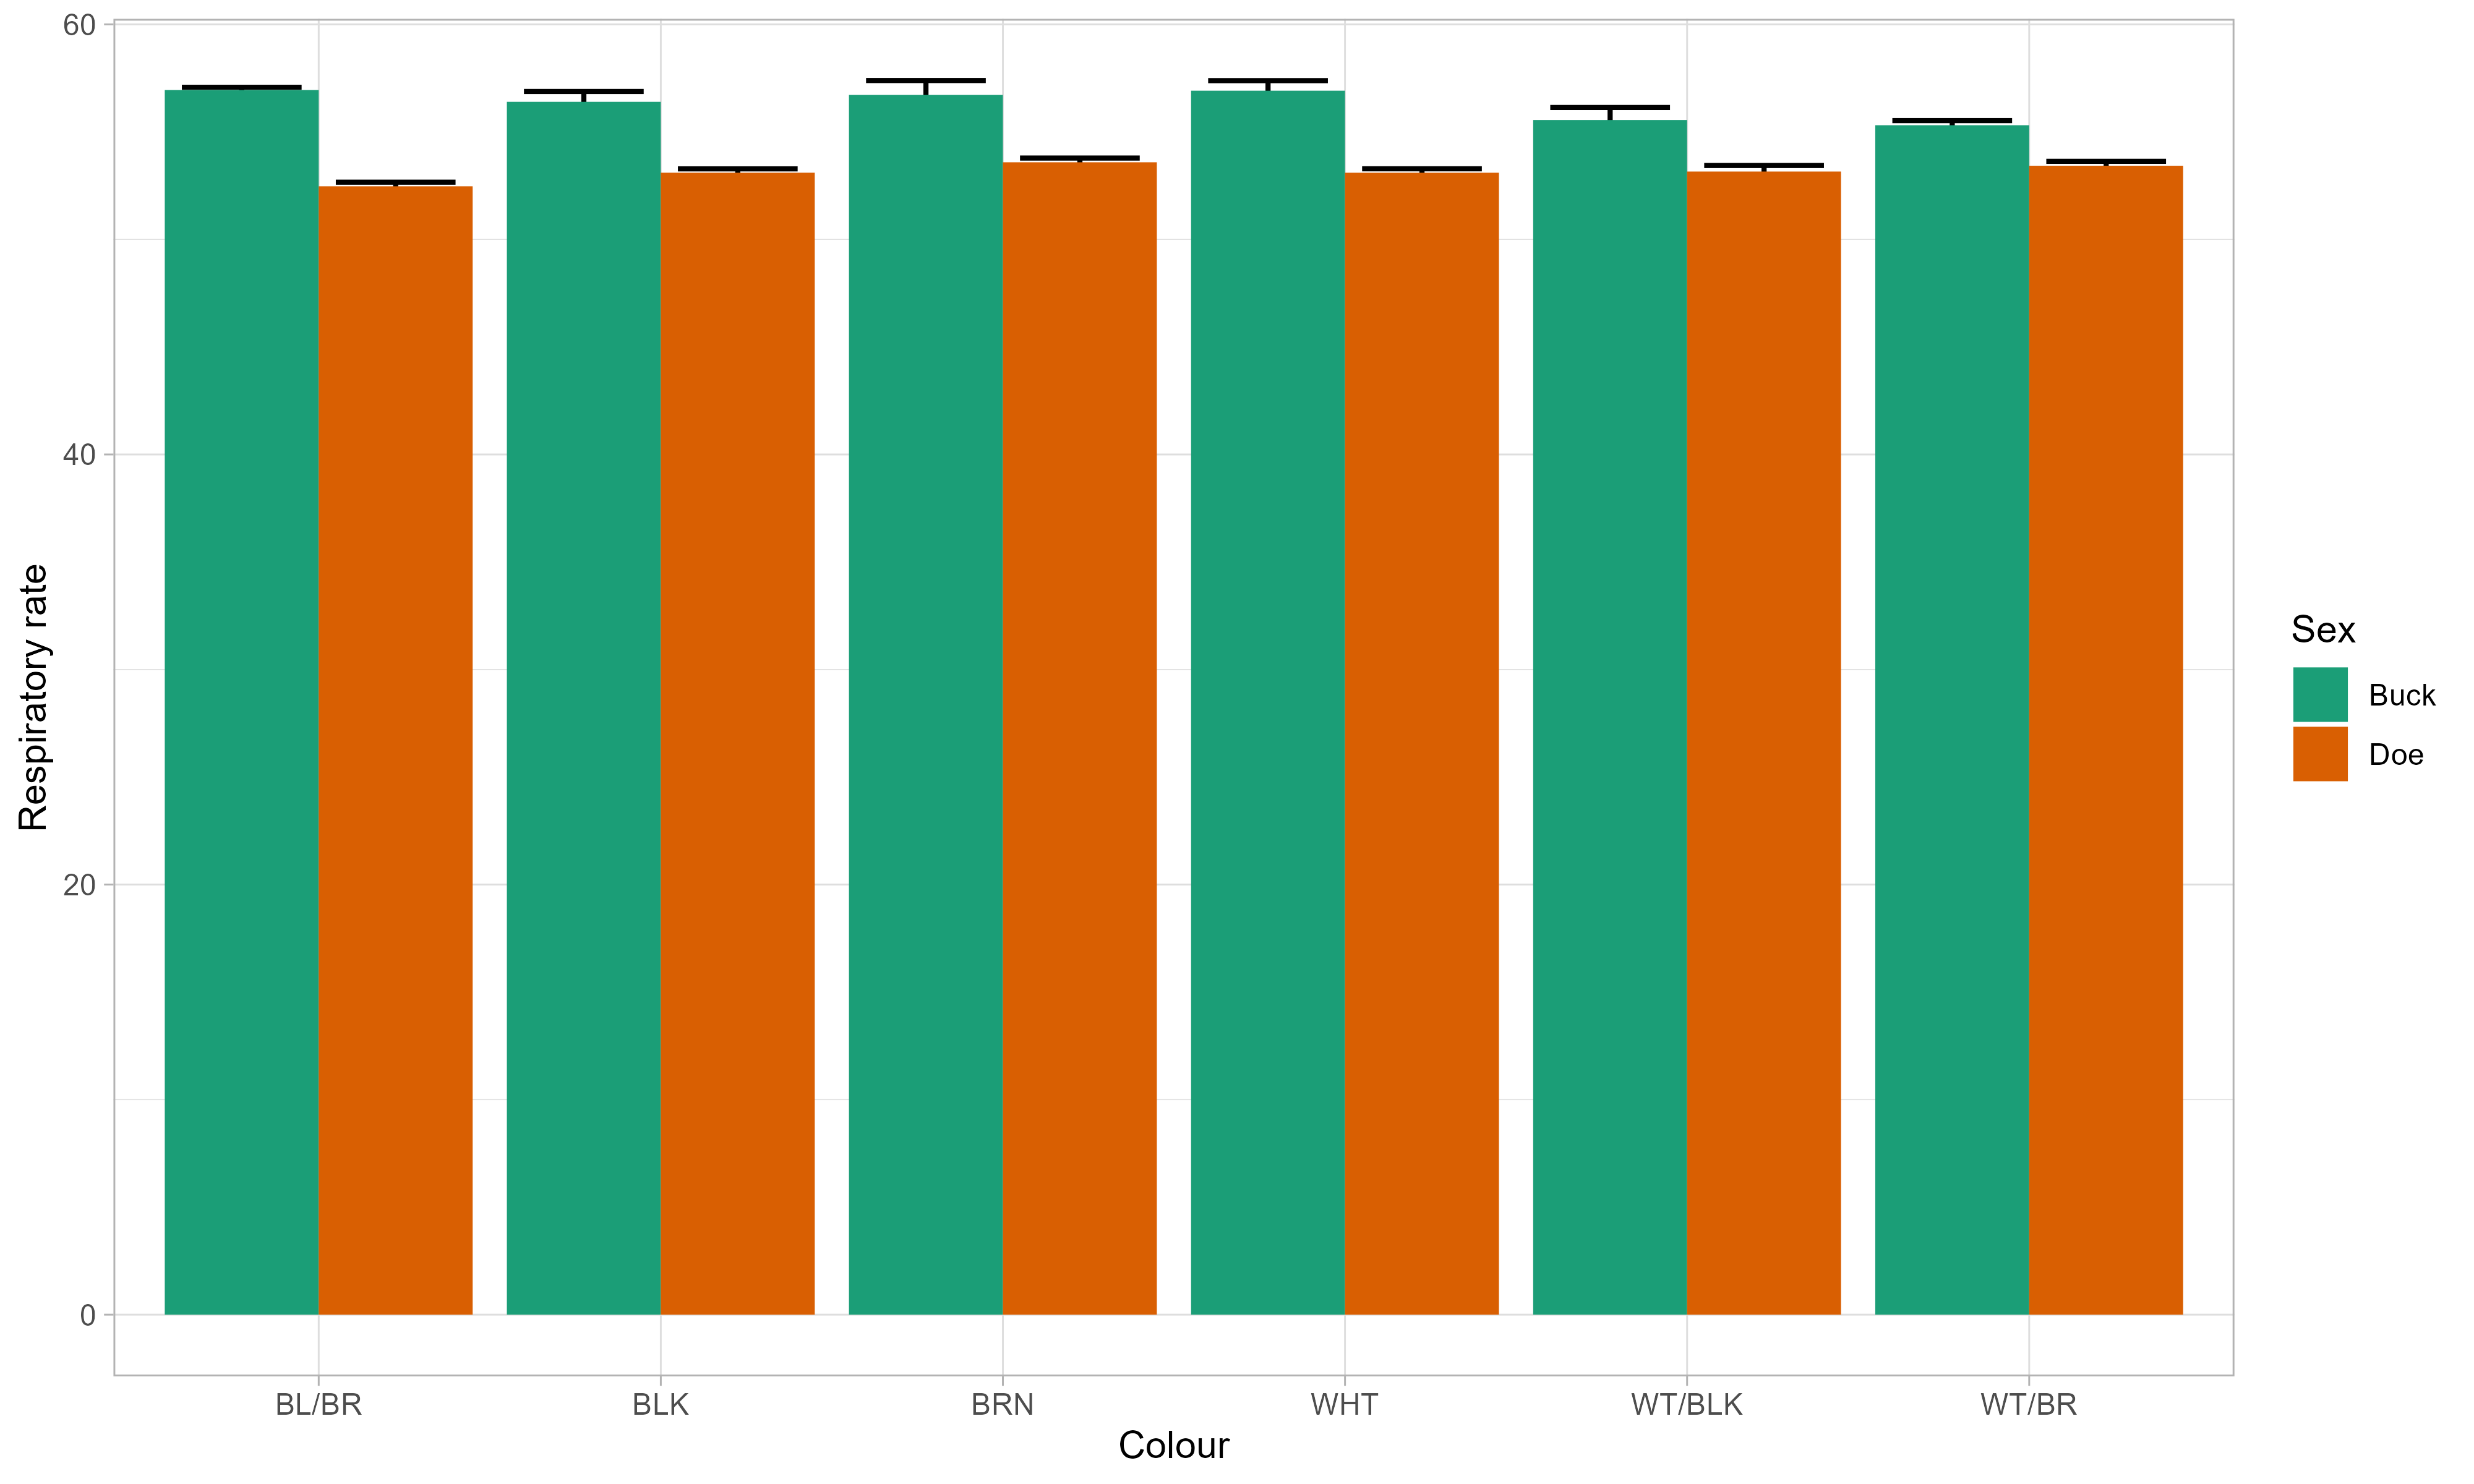 60
40
20
0
Respiratory rate
BL/BR BLK BRN WHT WT/BLK WT/BR
Colour
Sex
Buck
Doe